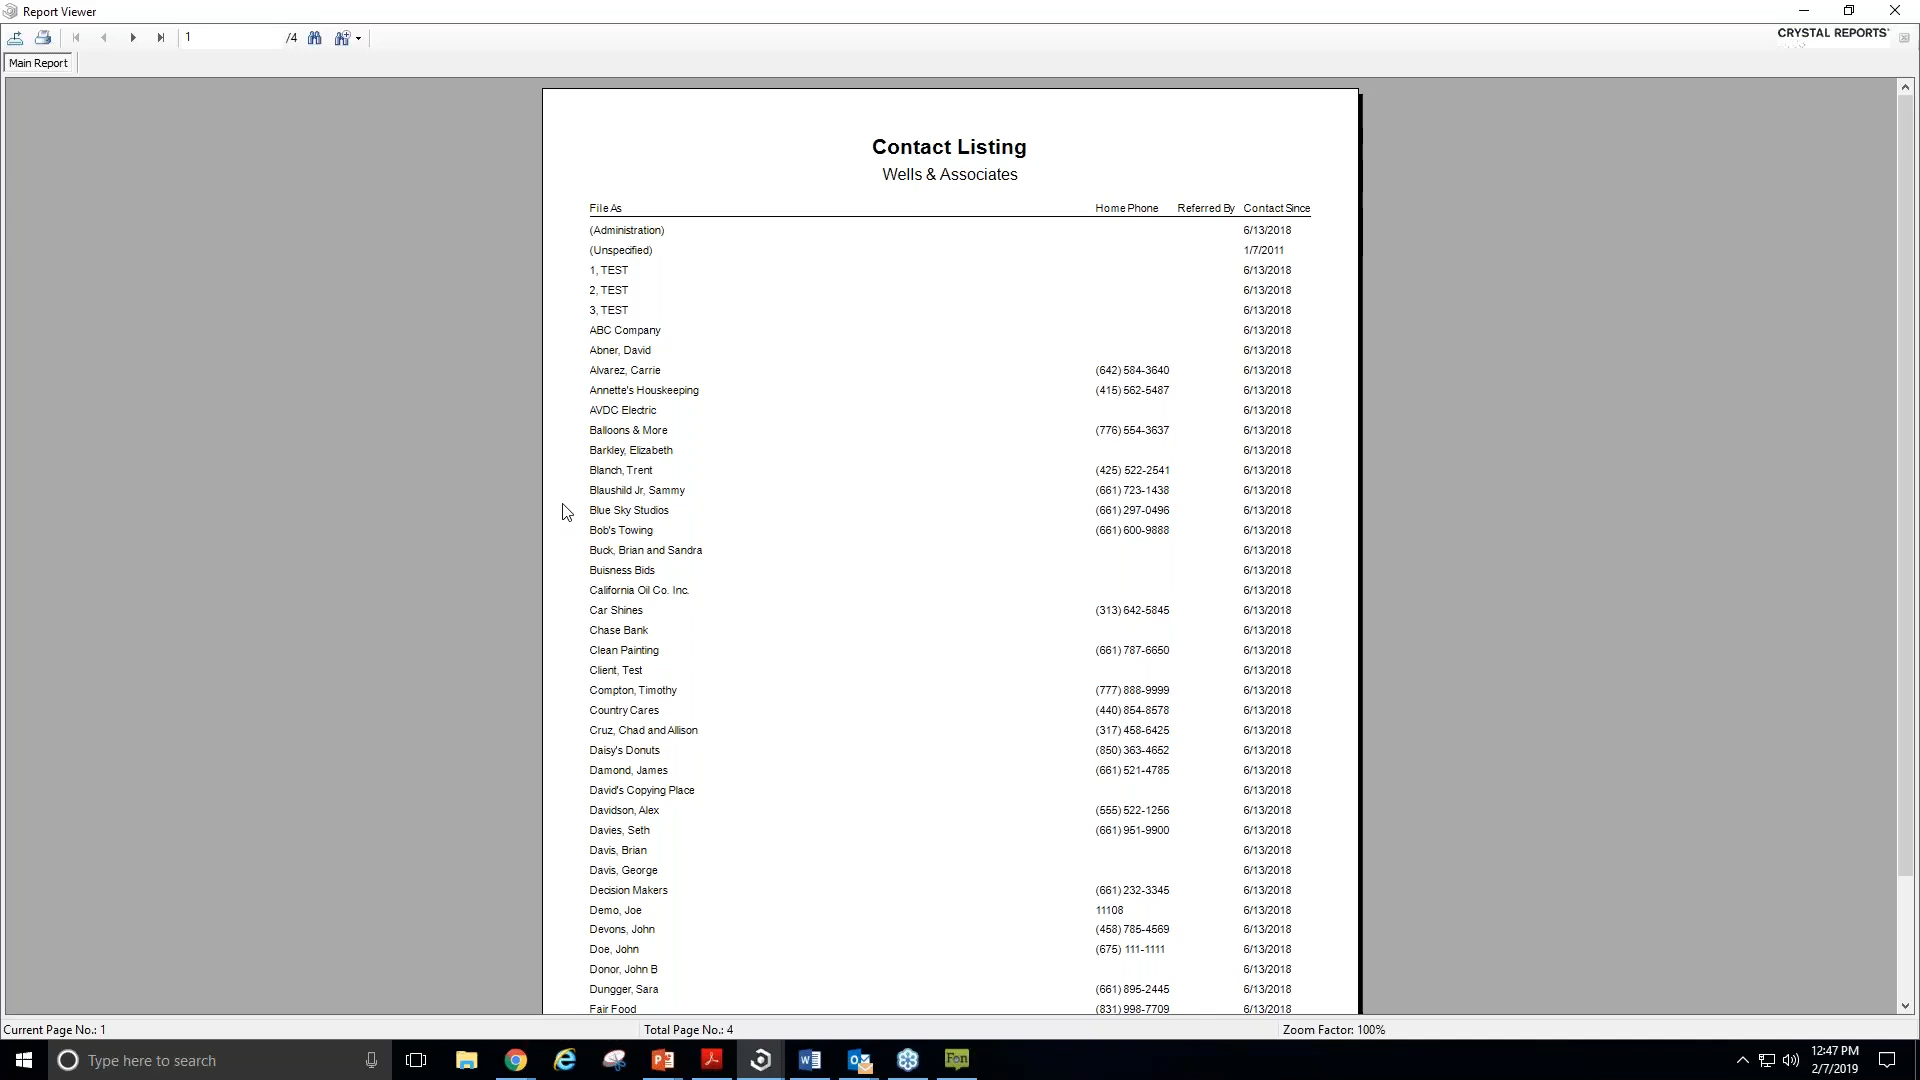 Report Viewer
1 /4
CRYSTAL REPORTS
Main Report
Contact Listing
Wells & Associates
File As Home Phone Referred By Contact Since
(Administration) 6/13/2018
(Unspecified) 1/7/2011
1, TEST 6/13/2018
2, TEST 6/13/2018
3, TEST 6/13/2018
ABC Company 6/13/2018
Abner, David 6/13/2018
Alvarez, Carrie (642) 584-3640 6/13/2018
Annette's Houskeeping (415) 562-5487 6/13/2018
AVDC Electric 6/13/2018
Balloons & More (776) 554-3637 6/13/2018
Barkley, Elizabeth 6/13/2018
Blanch, Trent (425) 522-2541 6/13/2018
Blaushild Jr, Sammy (661) 723-1438 6/13/2018
Blue Sky Studios (661) 297-0496 6/13/2018
Bob's Towing (661) 600-9888 6/13/2018
Buck, Brian and Sandra 6/13/2018
Buisness Bids 6/13/2018
California Oil Co. Inc. 6/13/2018
Car Shines (313) 642-5845 6/13/2018
Chase Bank 6/13/2018
Clean Painting (661) 787-6650 6/13/2018
Client, Test 6/13/2018
Compton, Timothy (777) 888-9999 6/13/2018
Country Cares (440) 854-8578 6/13/2018
Cruz, Chad and Allison (317) 458-6425 6/13/2018
Daisy's Donuts (850) 363-4652 6/13/2018
Damond, James (661) 521-4785 6/13/2018
David's Copying Place 6/13/2018
Davidson, Alex (555) 522-1256 6/13/2018
Davies, Seth (661) 951-9900 6/13/2018
Davis, Brian 6/13/2018
Davis, George 6/13/2018
Decision Makers (661) 232-3345 6/13/2018
Demo, Joe 11108 6/13/2018
Devons, John (458) 785-4569 6/13/2018
Doe, John (675) 111-1111 6/13/2018
Donor, John B 6/13/2018
Dungger, Sara (661) 895-2445 6/13/2018
Fair Food (831) 998-7709 6/13/2018
Current Page No.: 1 Total Page No.: 4 Zoom Factor: 100%
Type here to search
Fon
12:47 PM
2/7/2019